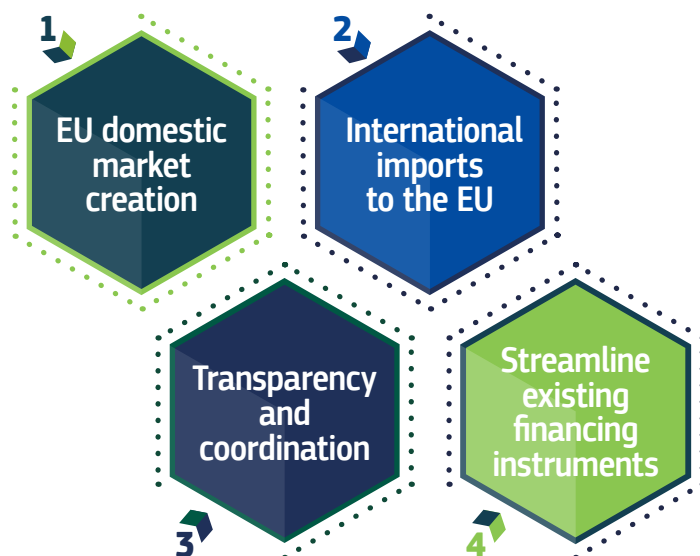 1
EU domestic
market
creation
2
International
imports
to the EU
3
Transparency
and
coordination
4
Streamline
existing
financing
instruments